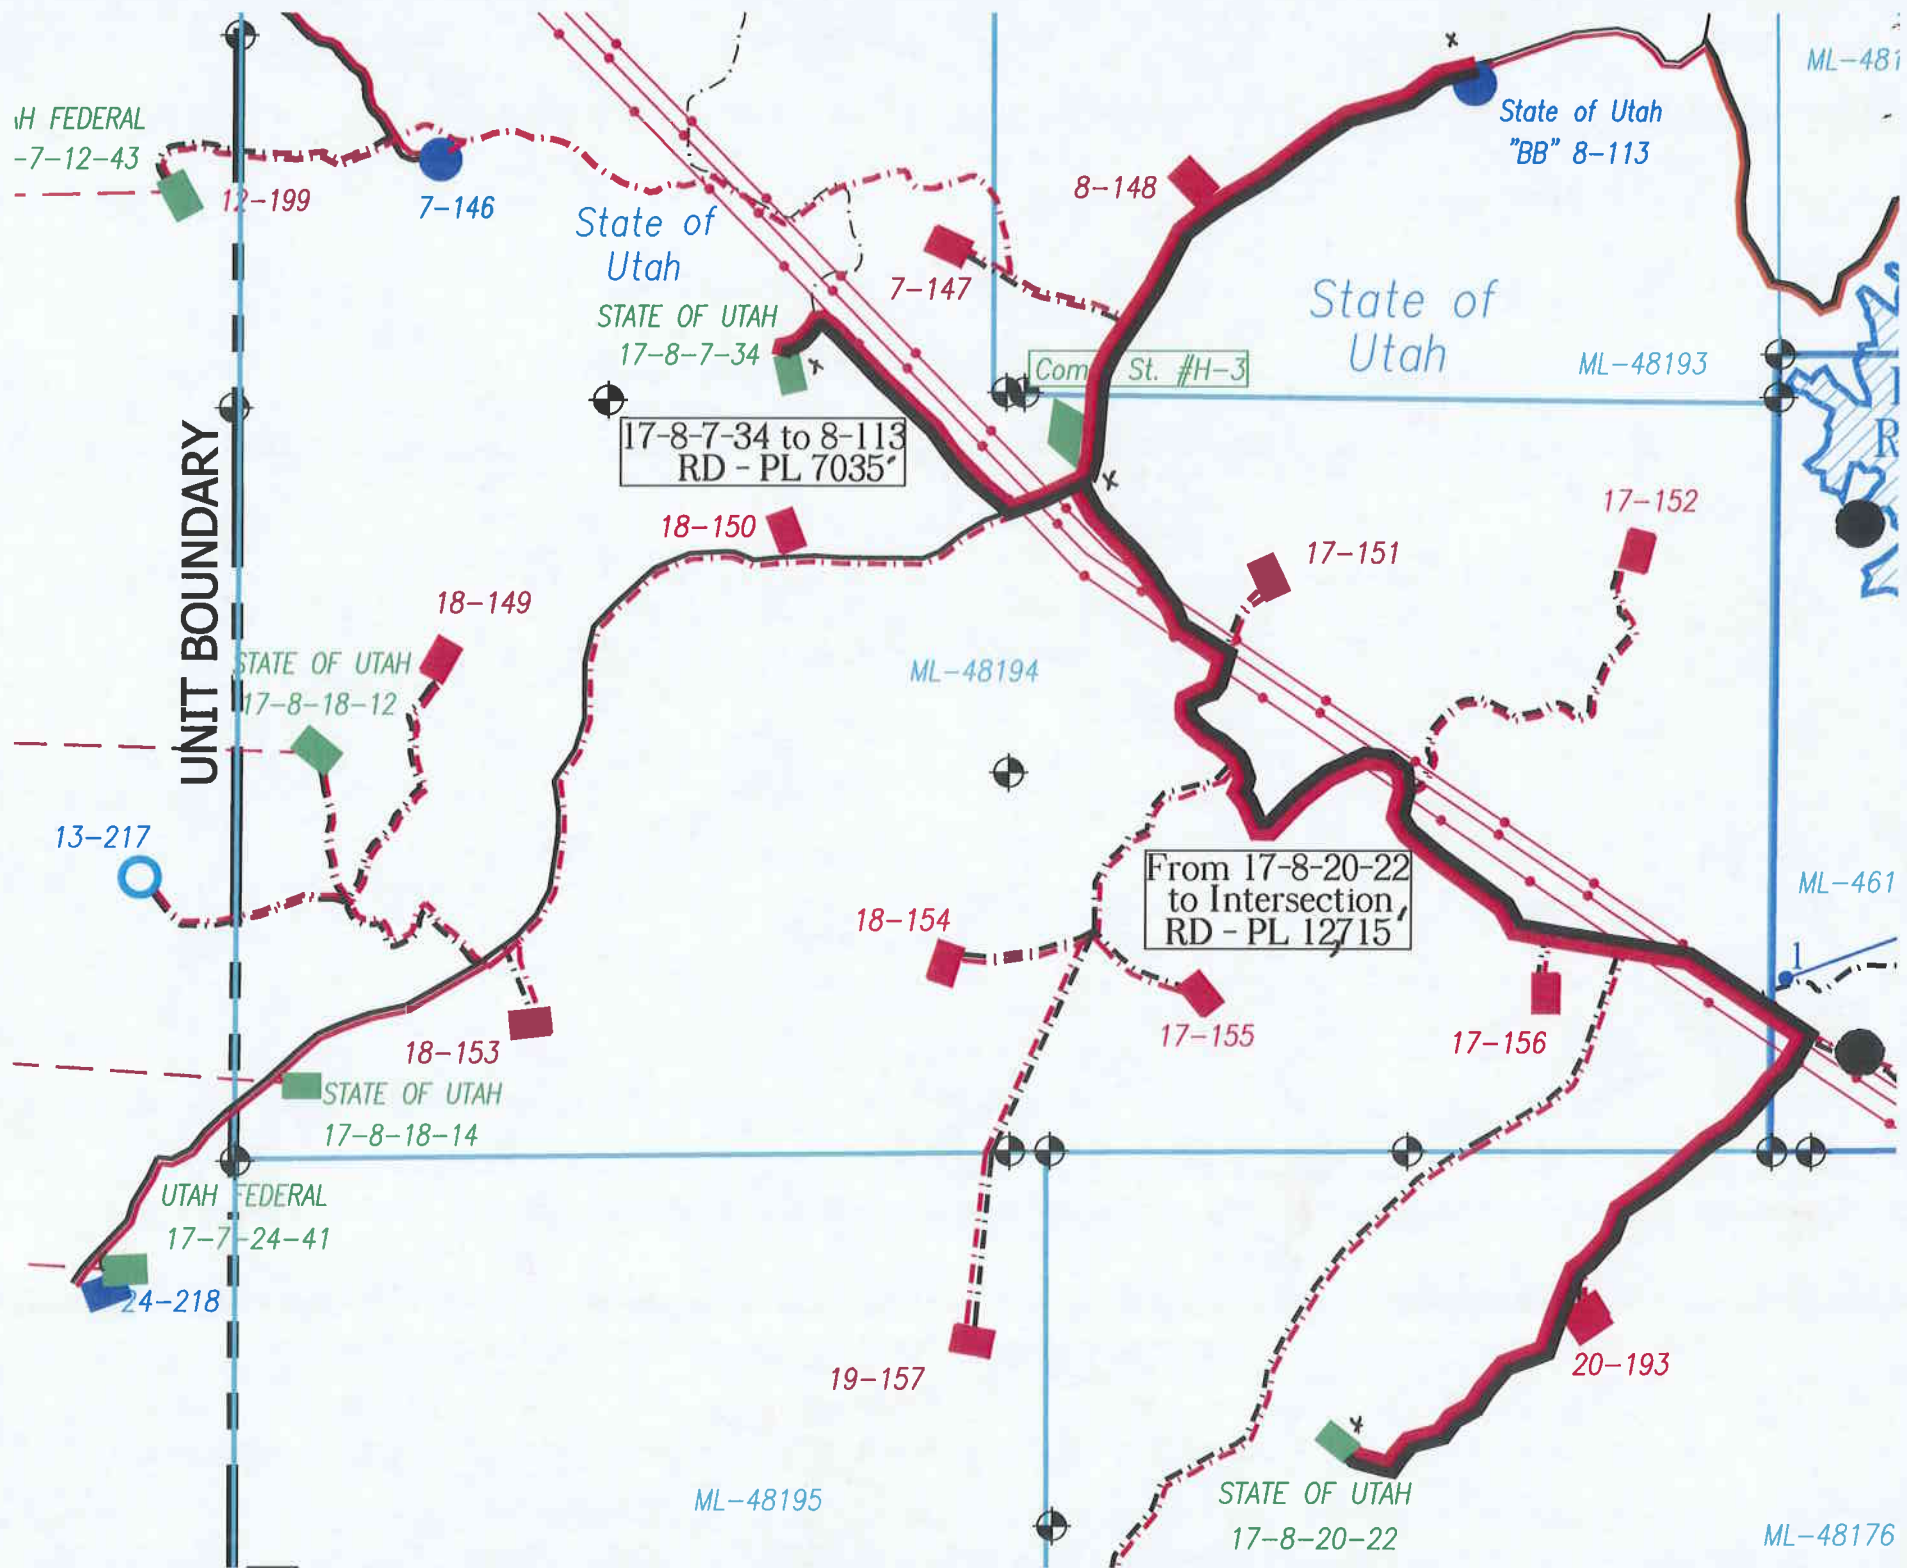 ML-481
H FEDERAL
-7-12-43
State of Utah
"BB" 8-113
12-199
7-146
8-148
State of
Utah
7-147
State of
Utah
STATE OF UTAH
17-8-7-34
Com St. #H-3
ML-48193
17-8-7-34 to 8-113
RD - PL 7035'
R
UNIT BOUNDARY
18-150
17-151
17-152
18-149
STATE OF UTAH
17-8-18-12
ML-48194
13-217
From 17-8-20-22
to Intersection
RD - PL 12,715'
ML-461
18-154
1
18-153
17-155
17-156
STATE OF UTAH
17-8-18-14
UTAH FEDERAL
17-7-24-41
24-218
19-157
20-193
ML-48195
STATE OF UTAH
17-8-20-22
ML-48176